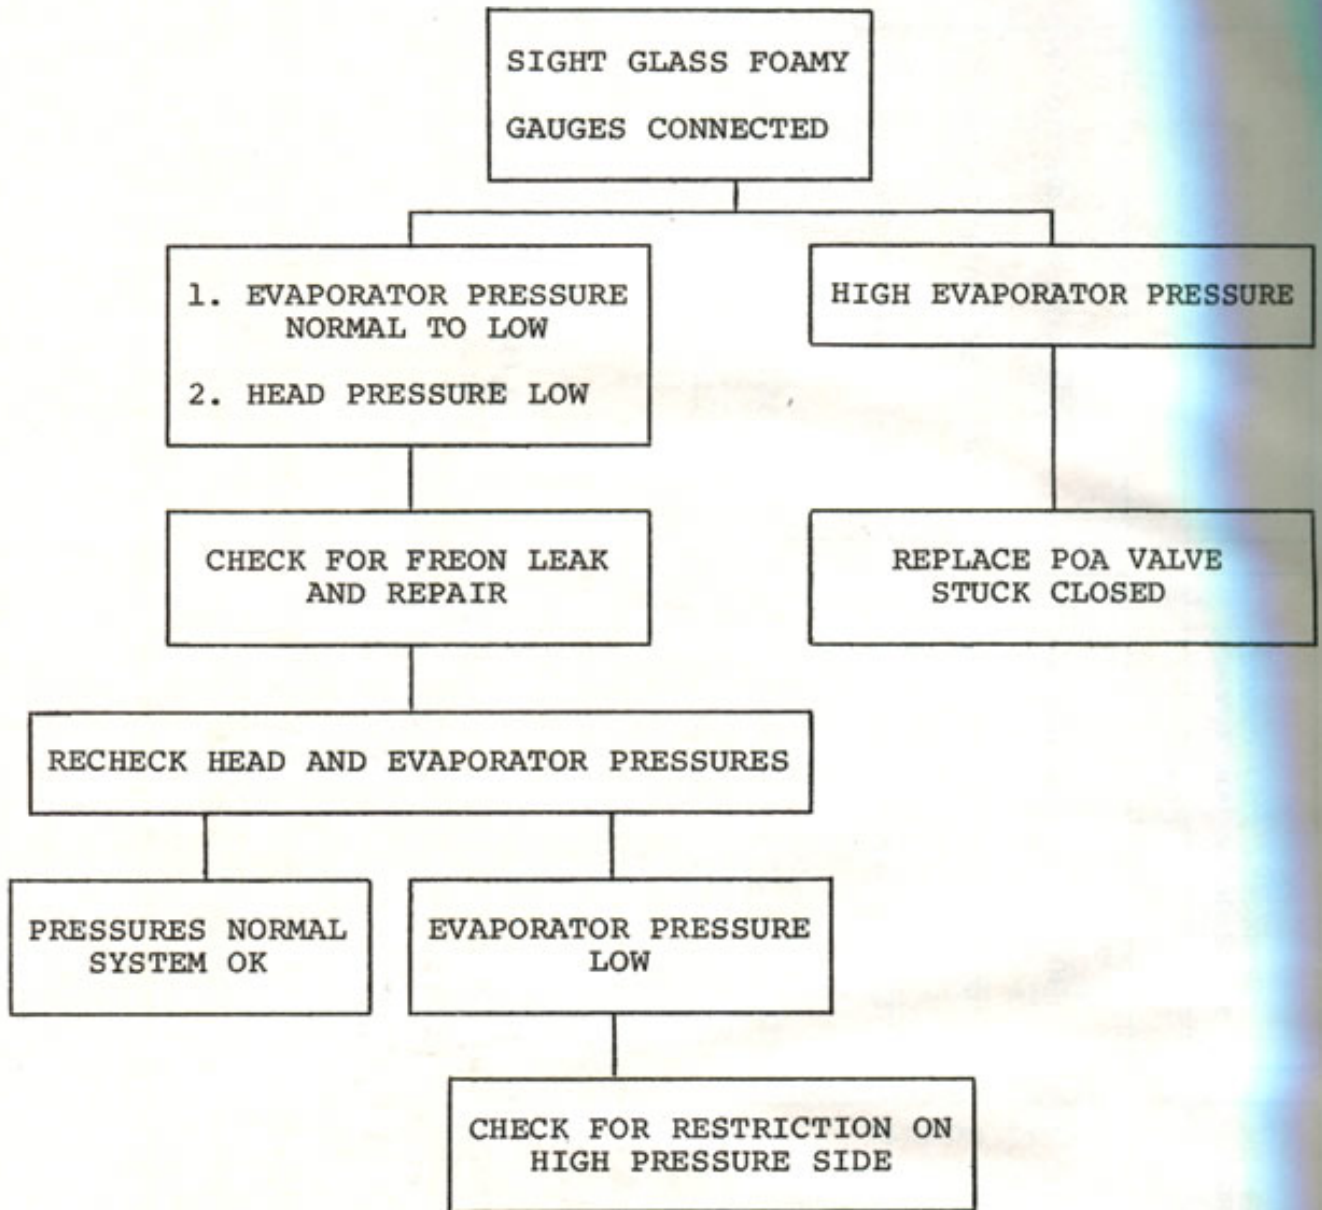 SIGHT GLASS FOAMY
GAUGES CONNECTED
1. EVAPORATOR PRESSURE
NORMAL TO LOW
2. HEAD PRESSURE LOW
HIGH EVAPORATOR PRESSURE
CHECK FOR FREON LEAK
AND REPAIR
REPLACE POA VALVE
STUCK CLOSED
RECHECK HEAD AND EVAPORATOR PRESSURES
PRESSURES NORMAL
SYSTEM OK
EVAPORATOR PRESSURE
LOW
CHECK FOR RESTRICTION ON
HIGH PRESSURE SIDE